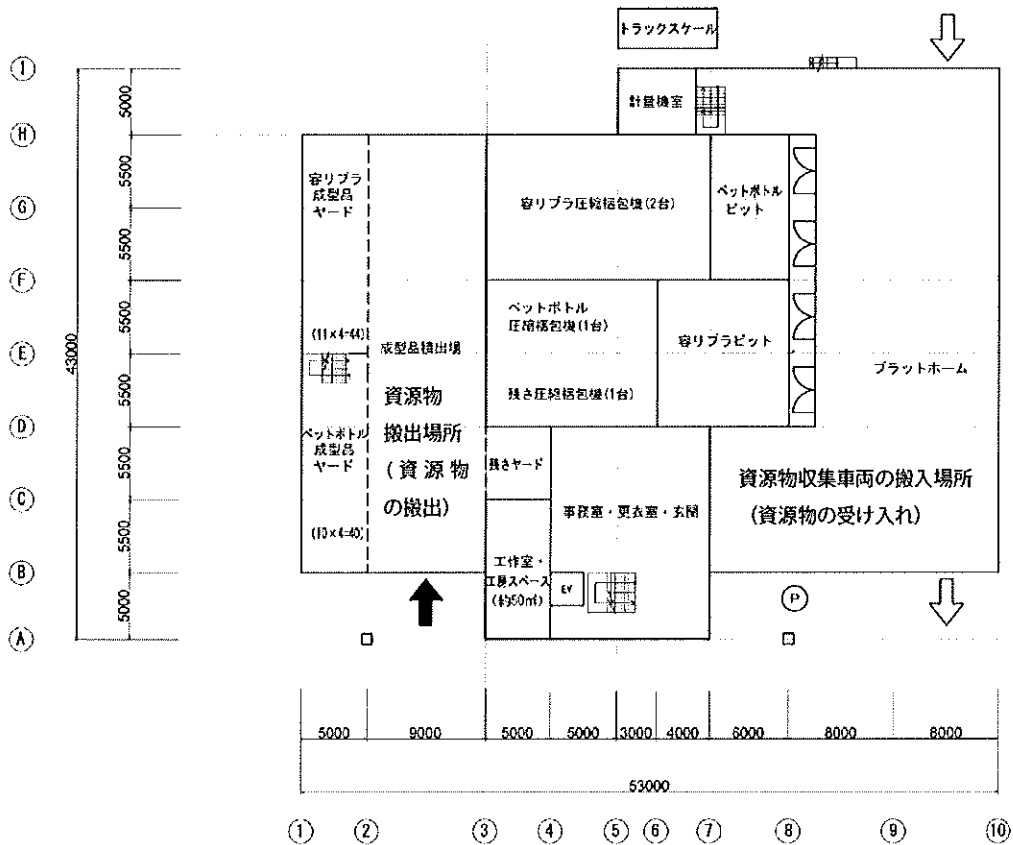 トラックスケール
計量機室
容リプラ
成型品
ヤード
容リプラ圧縮梱包機(2台)
ペットボトル
ピット
ペットボトル
圧縮梱包機(1台)
(11×4=44)
成型品積出場
容リプラピット
プラットホーム
残さ圧縮梱包機(1台)
資源物
搬出場所
(資源物
の搬出)
ペットボトル
成型品
ヤード
残さヤード
資源物収集車両の搬入場所
(資源物の受け入れ)
事務室・更衣室・玄関
(10×4=40)
工作室・
工房スペース
(約50㎡)
EV
P
I
H
G
F
E
D
C
B
A
5000
5500
5500
5500
5500
5500
5500
5000
43000
5000 9000 5000 5000 3000 4000 6000 8000 8000
53000
1 2 3 4 5 6 7 8 9 10